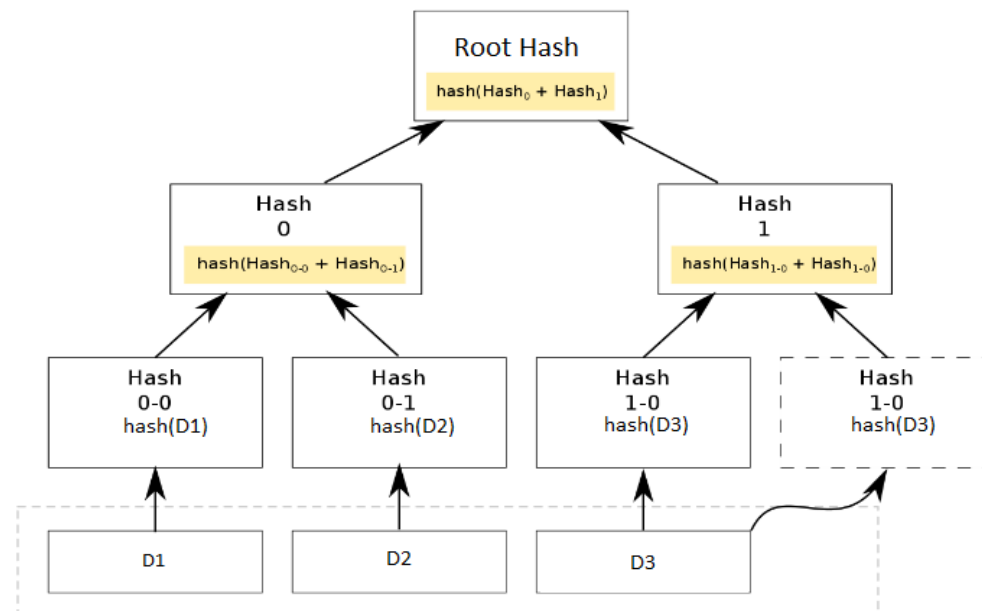 Root Hash
hash(Hash₀ + Hash₁)
Hash
0
hash(Hash₀₋₀ + Hash₀₋₁)
Hash
1
hash(Hash₁₋₀ + Hash₁₋₀)
Hash
0-0
hash(D1)
Hash
0-1
hash(D2)
Hash
1-0
hash(D3)
Hash
1-0
hash(D3)
D1
D2
D3